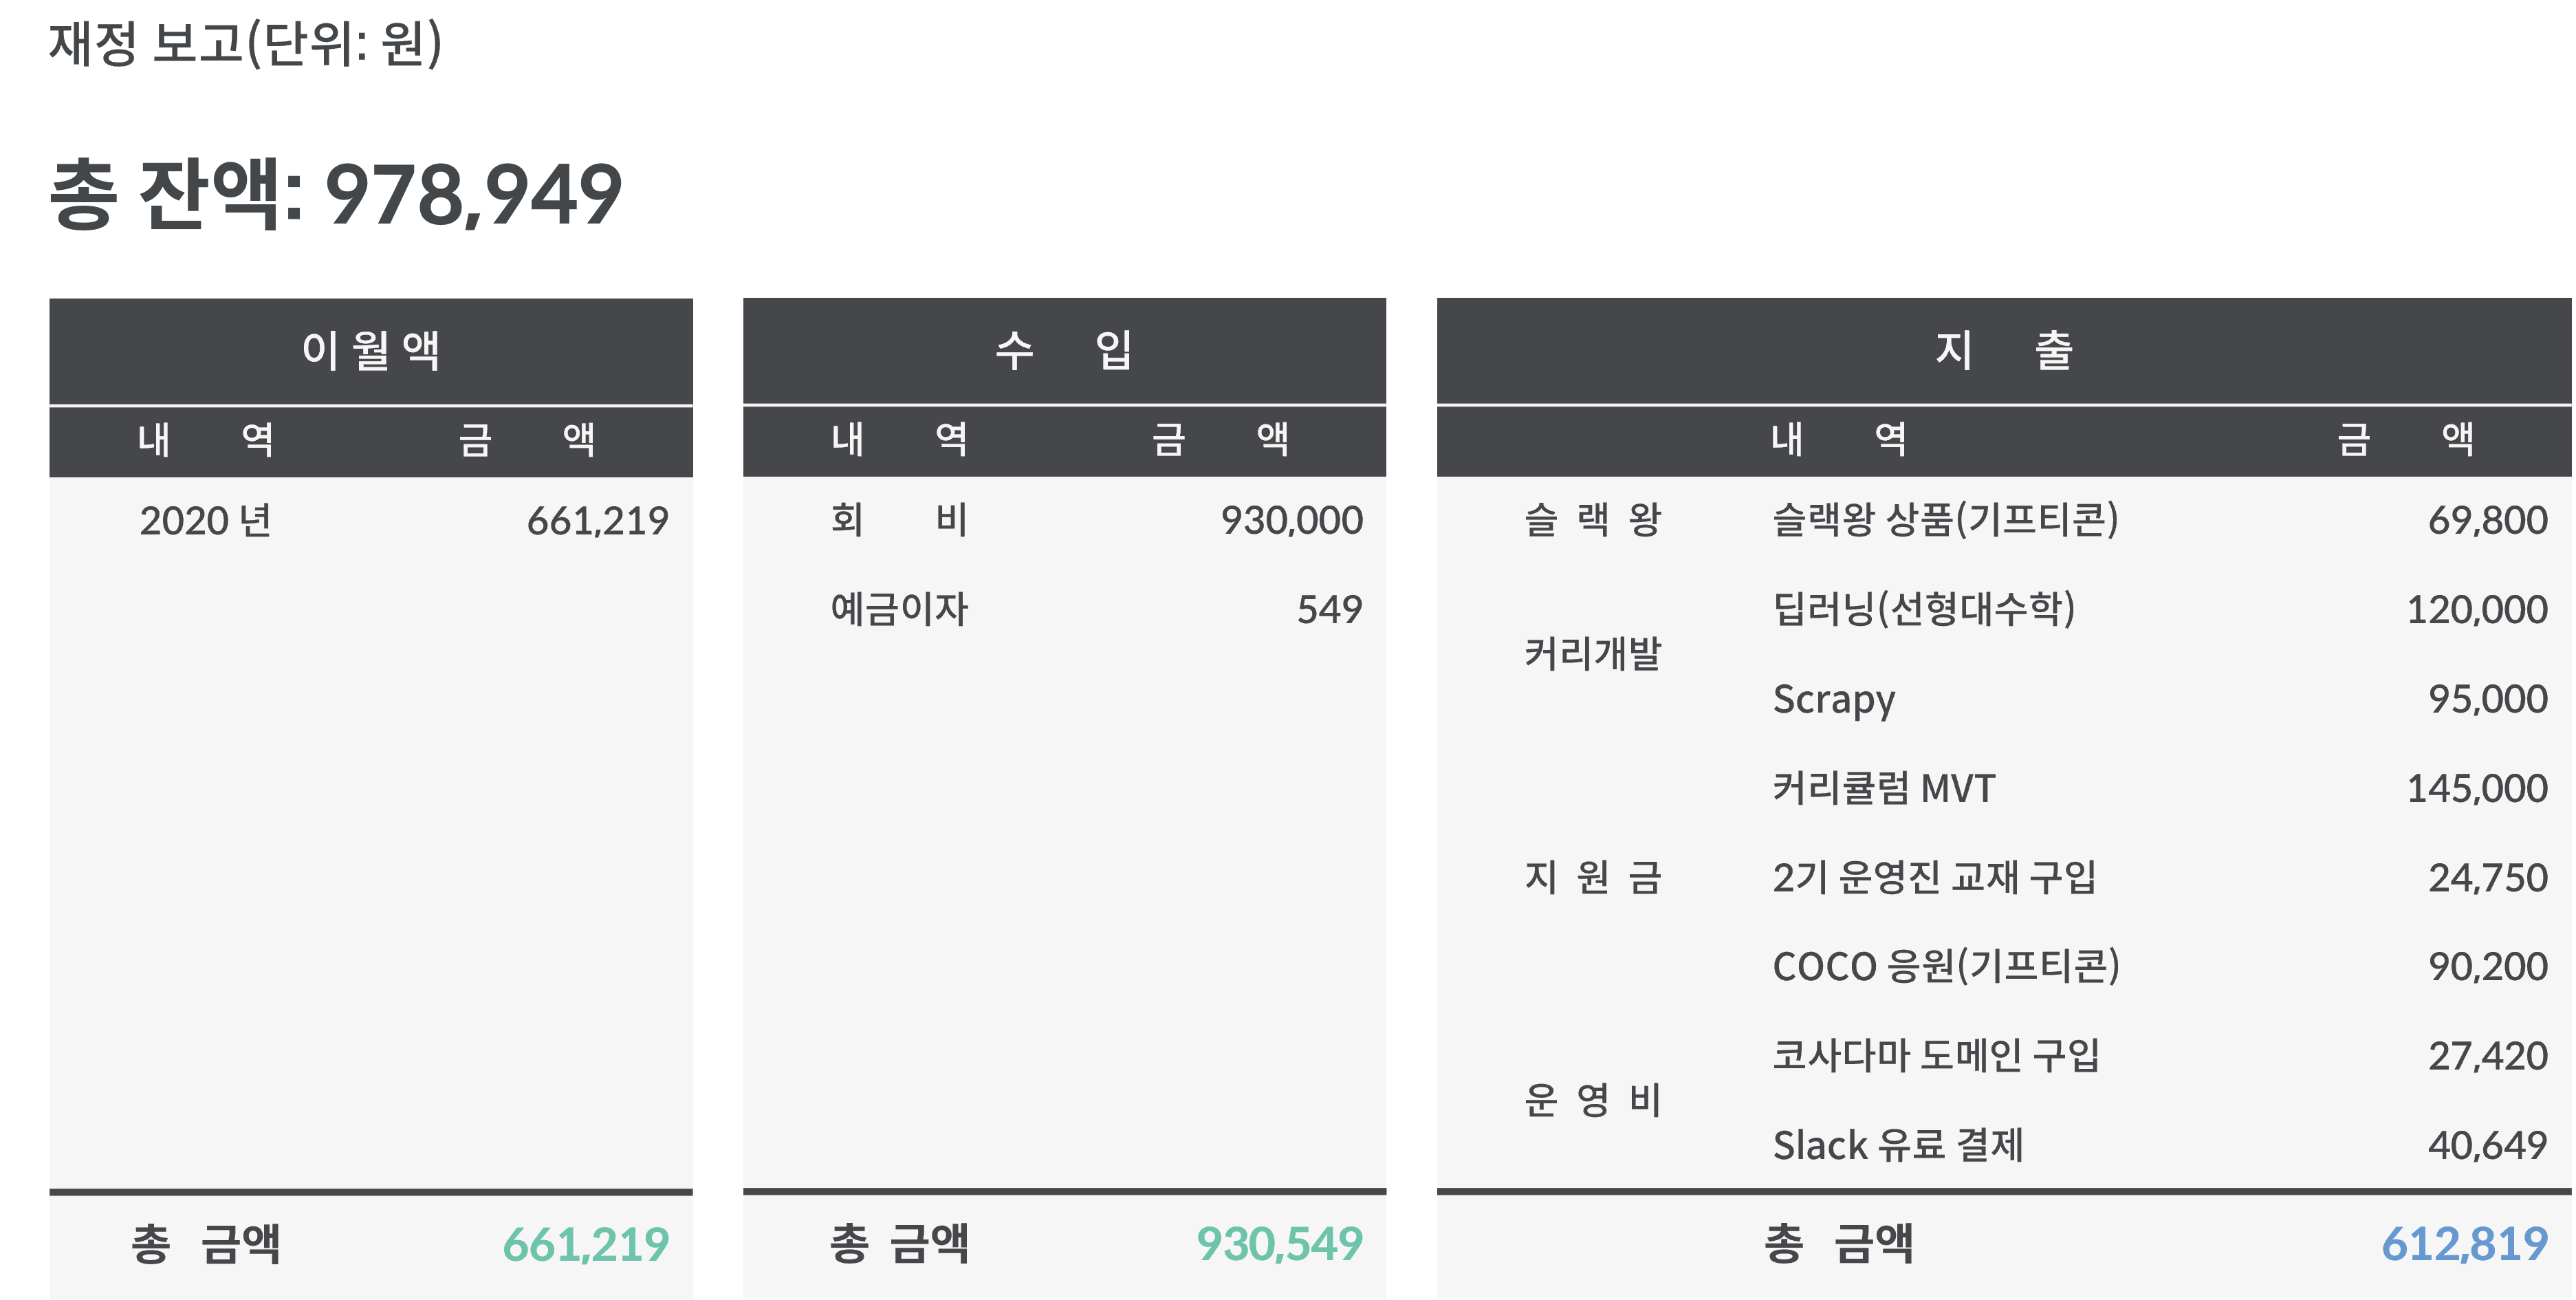 재정 보고(단위: 원)
총 잔액: 978,949
이월액
내 역 금 액
2020 년 661,219
총 금액 661,219
수 입
내 역 금 액
회 비 930,000
예금이자 549
총 금액 930,549
지 출
내 역 금 액
슬 랙 왕 슬랙왕 상품(기프티콘) 69,800
딥러닝(선형대수학) 120,000
커리개발
Scrapy 95,000
커리큘럼 MVT 145,000
지 원 금 2기 운영진 교재 구입 24,750
COCO 응원(기프티콘) 90,200
코사다마 도메인 구입 27,420
운 영 비
Slack 유료 결제 40,649
총 금액 612,819